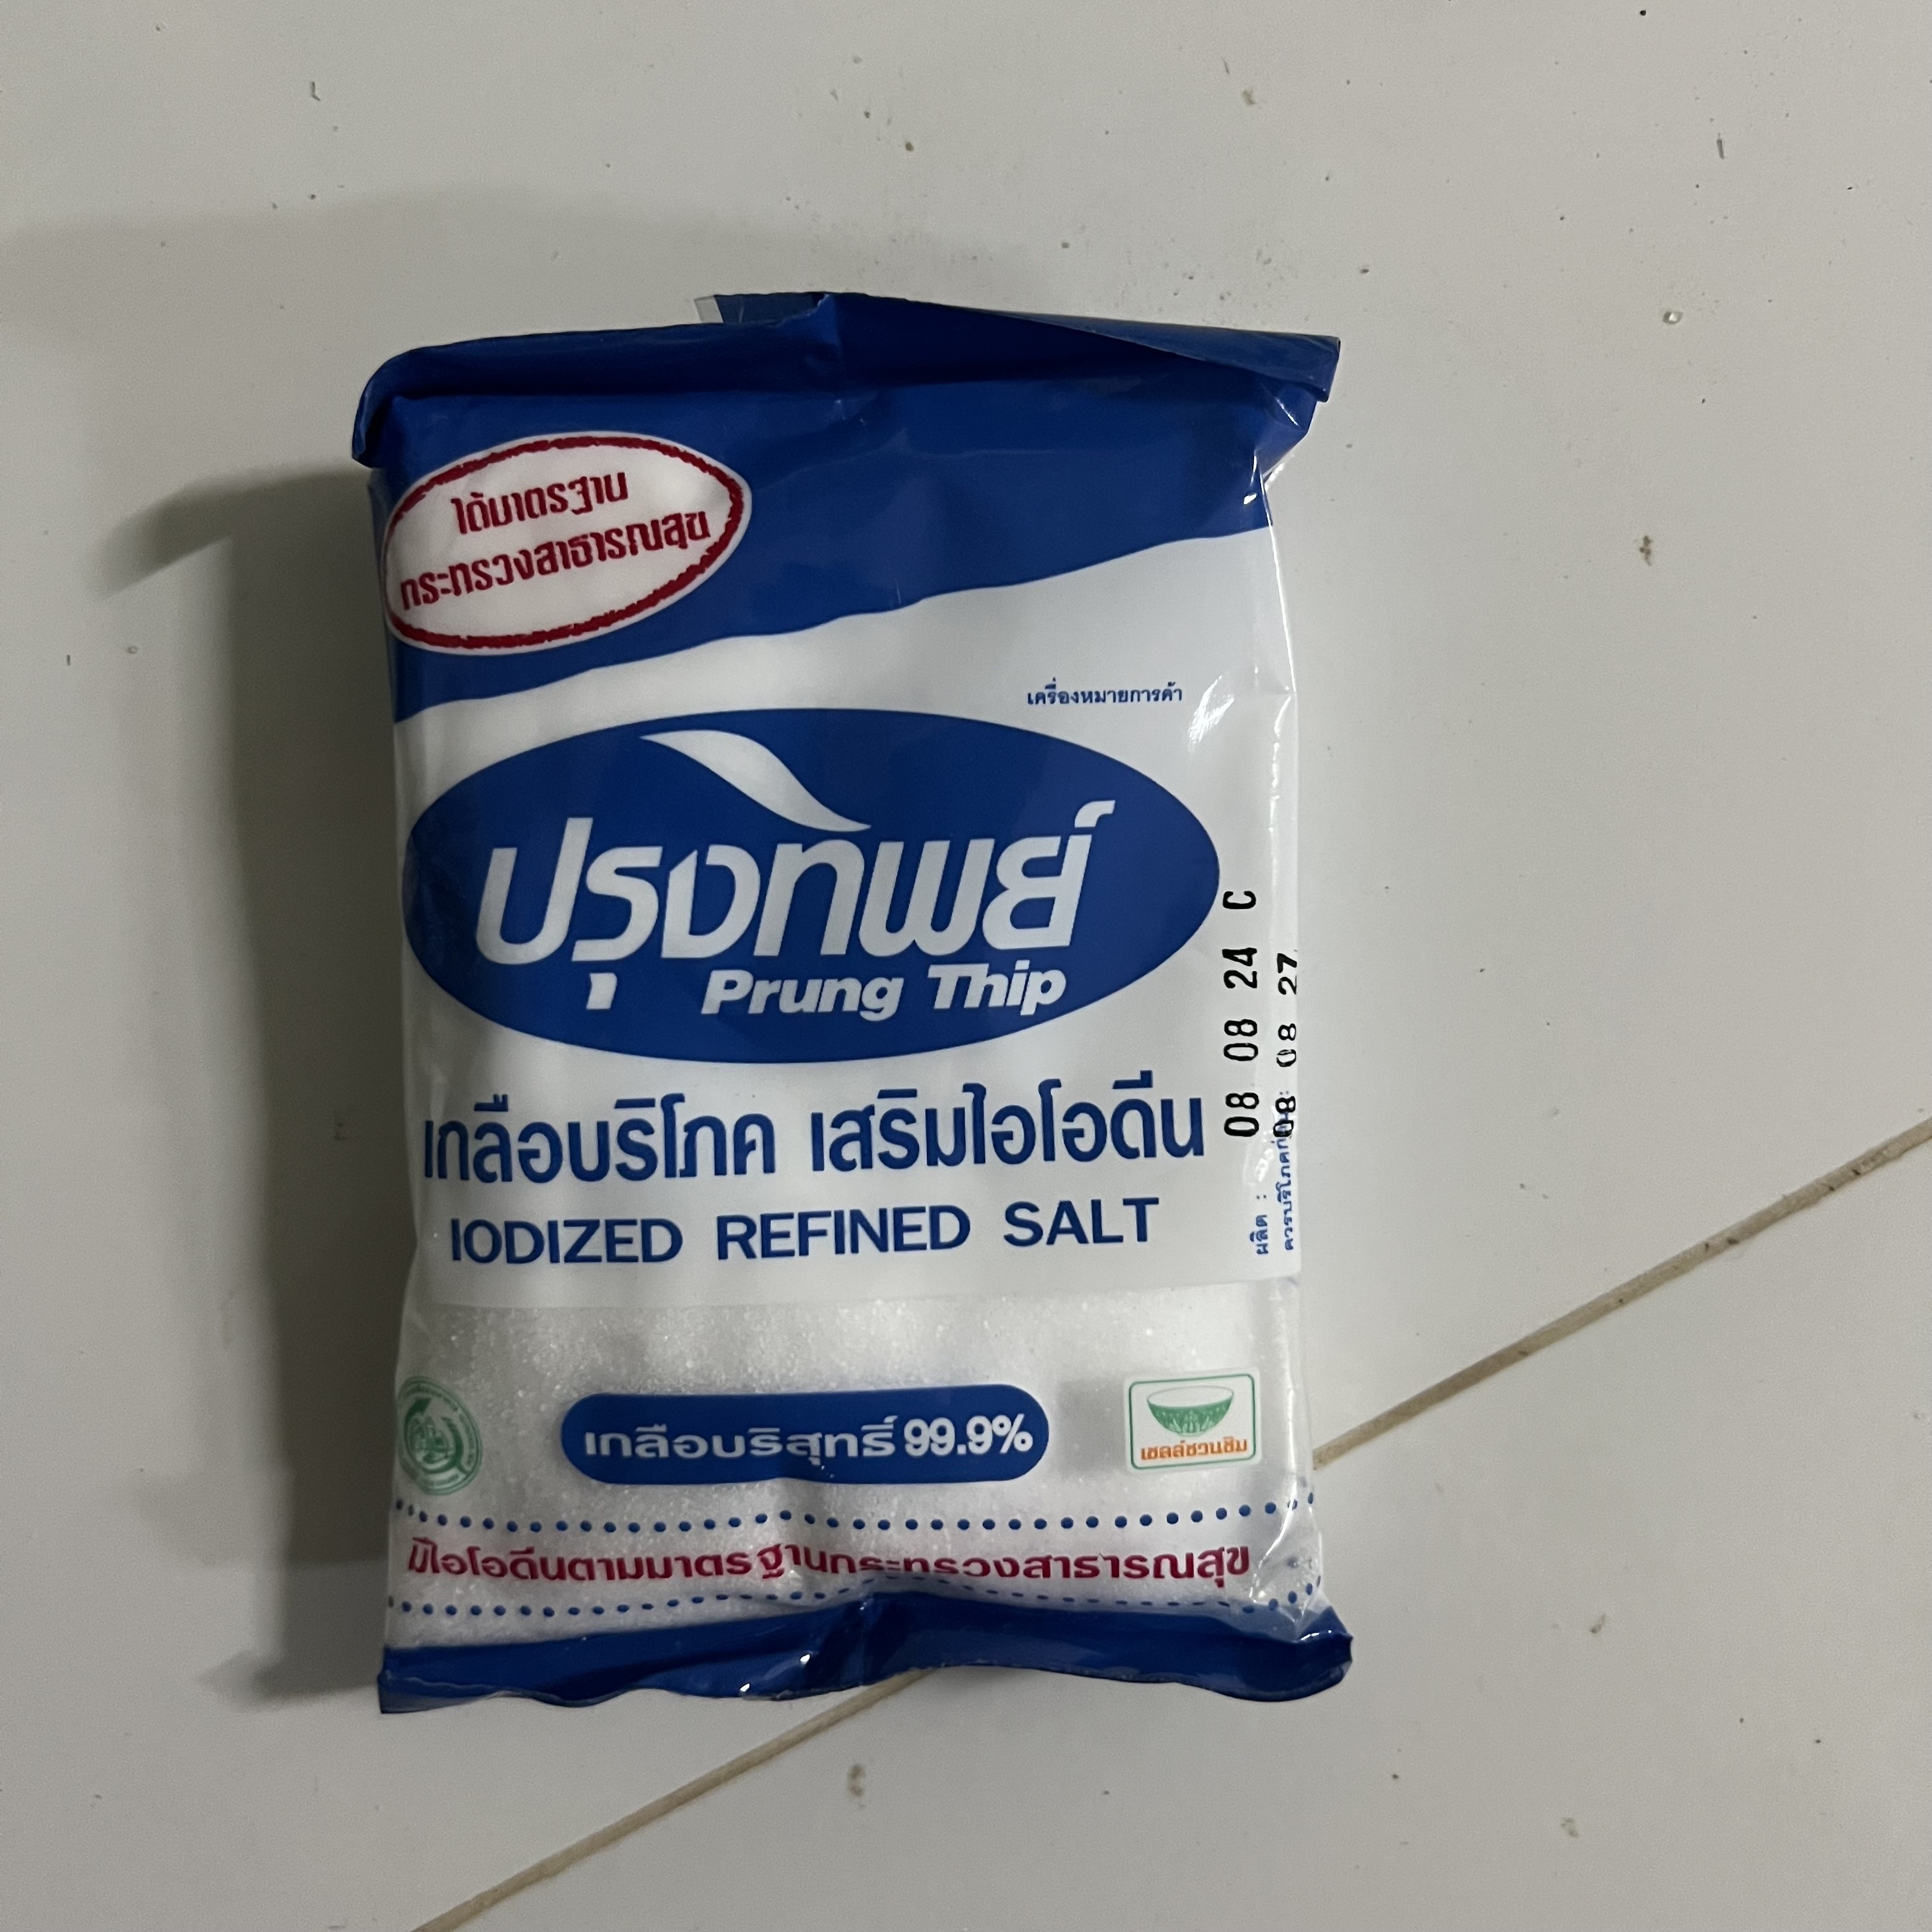 ได้มาตรฐาน
กระทรวงสาธารณสุข
เครื่องหมายการค้า
ปรุงทิพย์
Prung Thip
เกลือบริโภค เสริมไอโอดีน
IODIZED REFINED SALT
ผลิต : 08 08 24 C
ควรบริโภคก่อน : 08 08 27
เกลือบริสุทธิ์ 99.9%
เชลล์ชวนชิม
มีไอโอดีนตามมาตรฐานกระทรวงสาธารณสุข